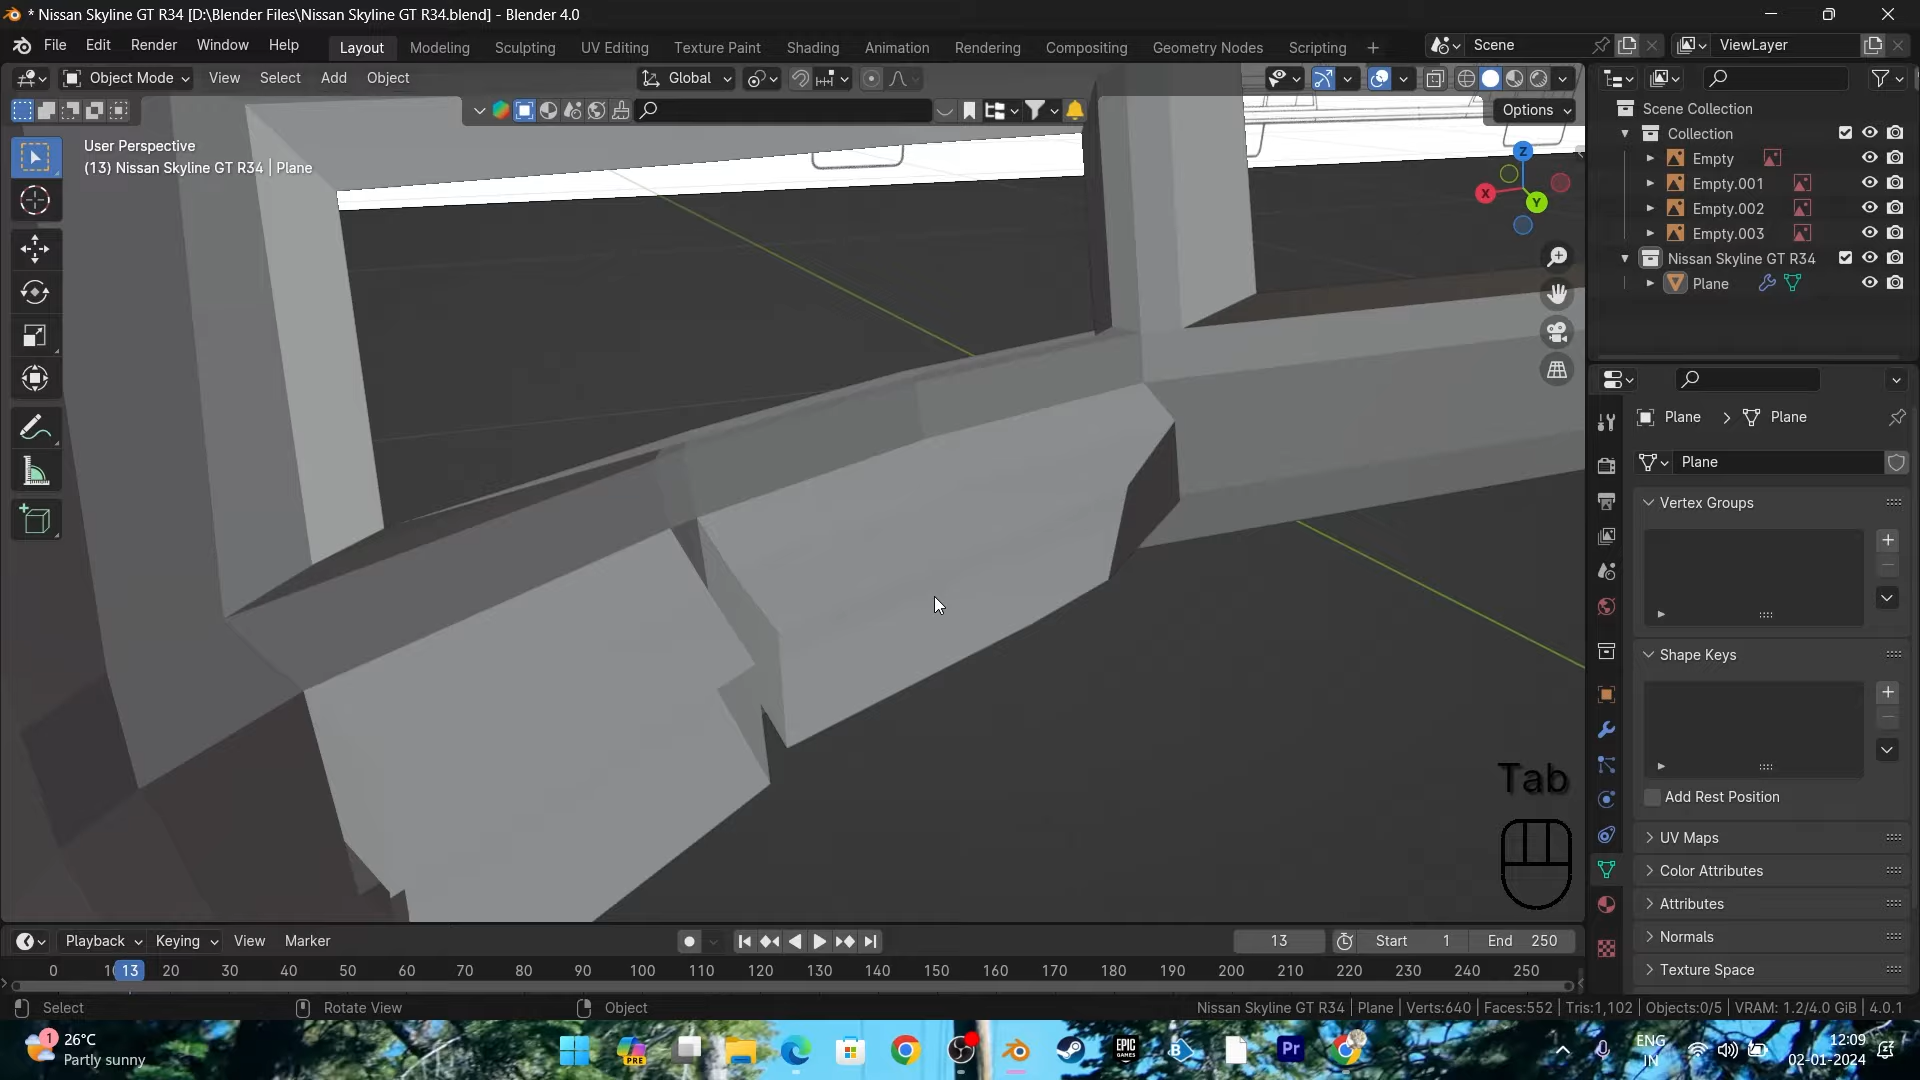 * Nissan Skyline GT R34 [D:\Blender Files\Nissan Skyline GT R34.blend] - Blender 4.0
File Edit Render Window Help Layout Modeling Sculpting UV Editing Texture Paint Shading Animation Rendering Compositing Geometry Nodes Scripting + Scene ViewLayer
Object Mode View Select Add Object Global
Options
User Perspective
(13) Nissan Skyline GT R34 | Plane
Z
X
Y
Scene Collection
Collection
Empty
Empty.001
Empty.002
Empty.003
Nissan Skyline GT R34
Plane
Plane > Plane
Plane
Vertex Groups
Shape Keys
Add Rest Position
UV Maps
Color Attributes
Attributes
Normals
Texture Space
Tab
Playback Keying View Marker 13 Start 1 End 250
0 10 13 20 30 40 50 60 70 80 90 100 110 120 130 140 150 160 170 180 190 200 210 220 230 240 250
Select Rotate View Object Nissan Skyline GT R34 | Plane | Verts:640 | Faces:552 | Tris:1,102 | Objects:0/5 | VRAM: 1.2/4.0 GiB | 4.0.1
1 26°C
Partly sunny
PRE
EPIC GAMES
B
Pr
ENG
IN
12:09
02-01-2024